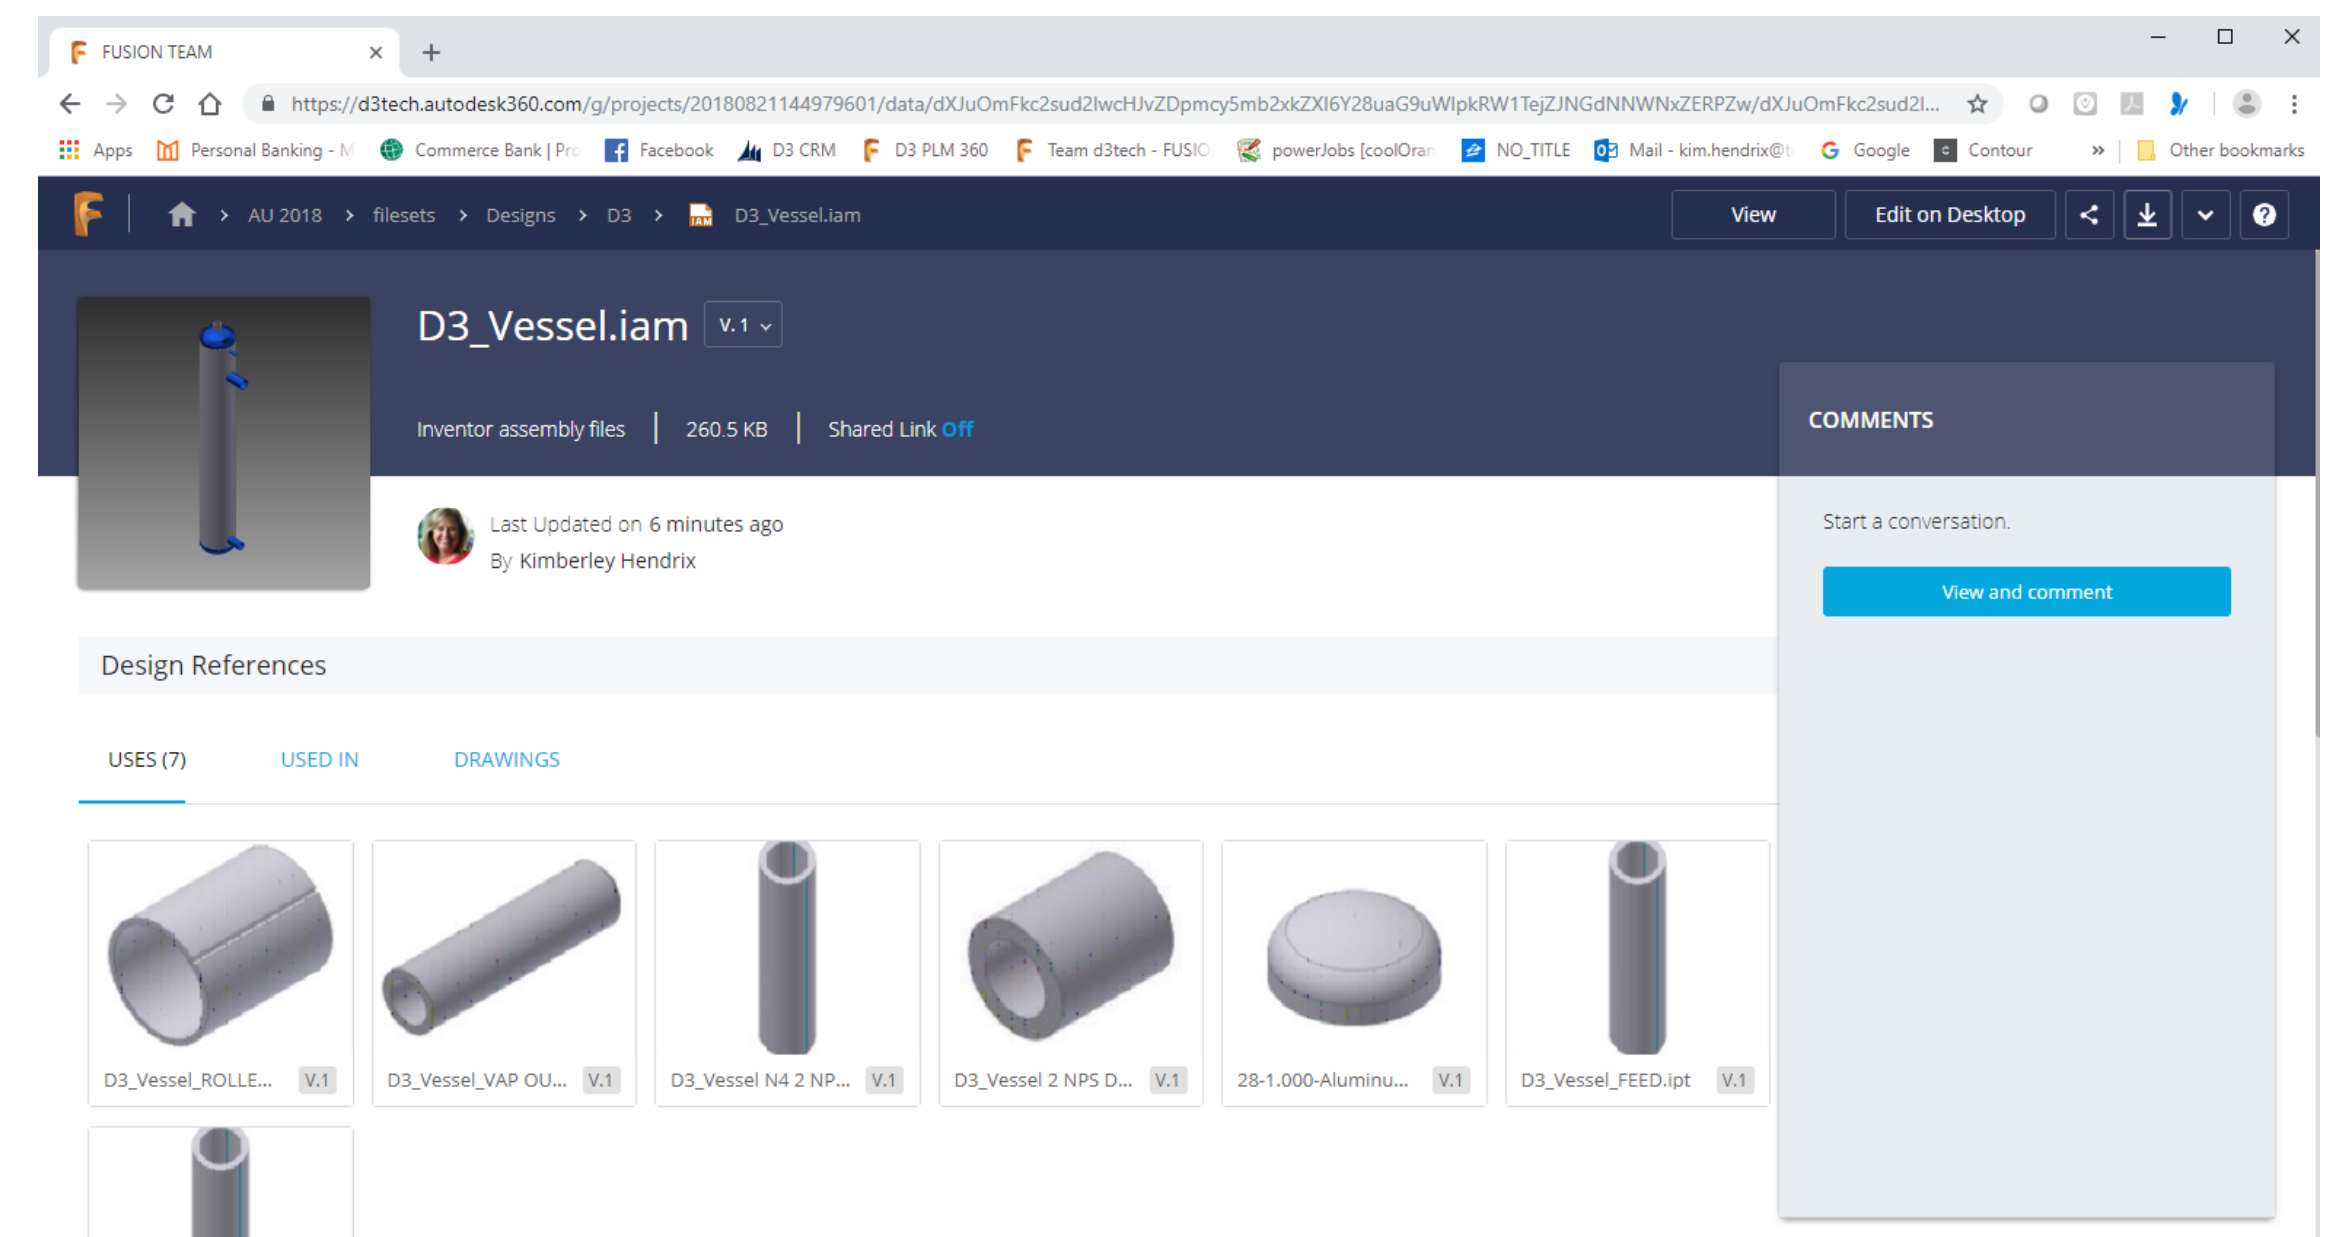 FUSION TEAM
https://d3tech.autodesk360.com/g/projects/20180821144979601/data/dXJuOmFkc2sud2lwcHJvZDpmcy5mb2xkZXI6Y28uaG9uWlpkRW1TejZJNGdNNWNxZERPZw/dXJuOmFkc2sud2l...
Apps Personal Banking - M Commerce Bank | Pro Facebook D3 CRM D3 PLM 360 Team d3tech - FUSIO powerJobs [coolOran NO_TITLE Mail - kim.hendrix@t Google Contour » Other bookmarks
AU 2018 > filesets > Designs > D3 > IAM D3_Vessel.iam View Edit on Desktop
D3_Vessel.iam V. 1
Inventor assembly files | 260.5 KB | Shared Link Off
COMMENTS
Last Updated on 6 minutes ago
By Kimberley Hendrix
Start a conversation.
View and comment
Design References
USES (7) USED IN DRAWINGS
D3_Vessel_ROLLE... V.1 D3_Vessel_VAP OU... V.1 D3_Vessel N4 2 NP... V.1 D3_Vessel 2 NPS D... V.1 28-1.000-Aluminu... V.1 D3_Vessel_FEED.ipt V.1